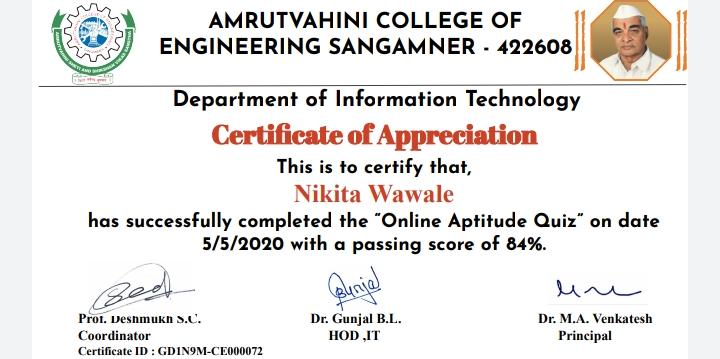 AMRUTVAHINI COLLEGE OF
ENGINEERING SANGAMNER - 422608
Department of Information Technology
Certificate of Appreciation
This is to certify that,
Nikita Wawale
has successfully completed the "Online Aptitude Quiz" on date
5/5/2020 with a passing score of 84%.
Prof. Deshmukh S.C. Dr. Gunjal B.L. Dr. M.A. Venkatesh
Coordinator HOD ,IT Principal
Certificate ID : GD1N9M-CE000072